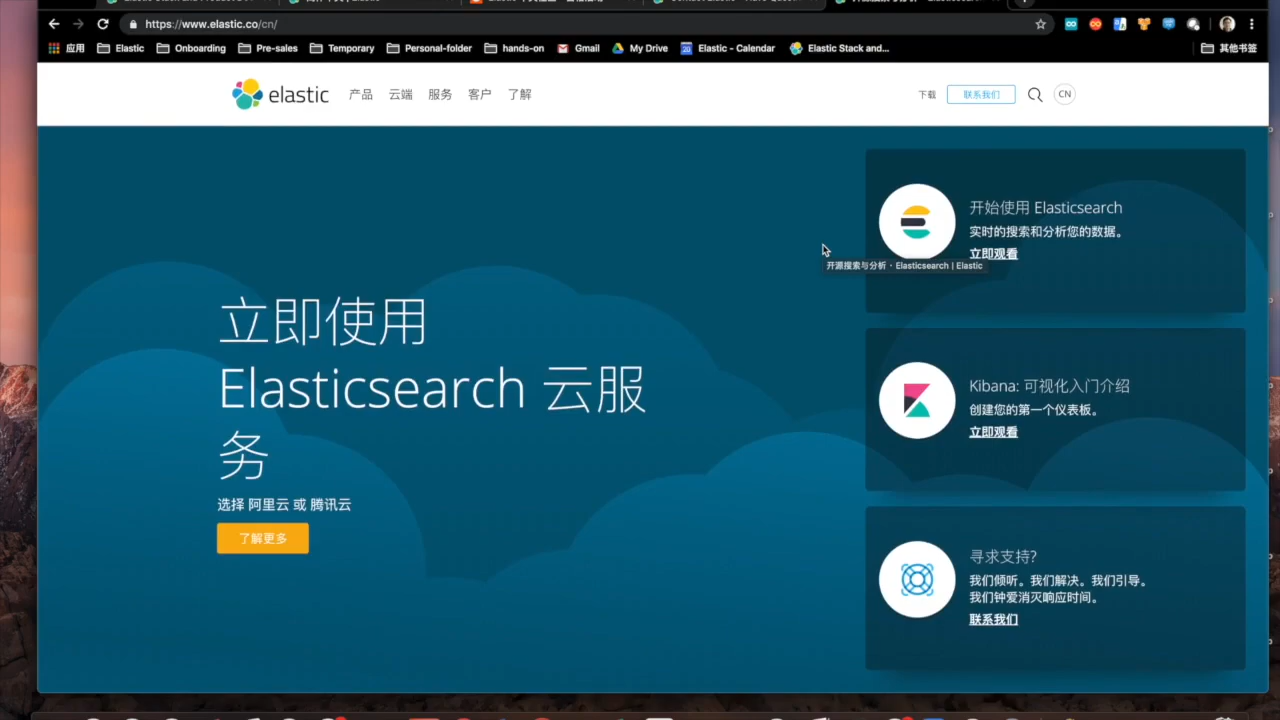 https://www.elastic.co/cn/
应用 Elastic Onboarding Pre-sales Temporary Personal-folder hands-on Gmail My Drive Elastic - Calendar Elastic Stack and... 其他书签
elastic 产品 云端 服务 客户 了解 下载 联系我们 CN
立即使用
Elasticsearch 云服
务
选择 阿里云 或 腾讯云
了解更多
开始使用 Elasticsearch
实时的搜索和分析您的数据。
立即观看
开源搜索与分析 · Elasticsearch | Elastic
Kibana: 可视化入门介绍
创建您的第一个仪表板。
立即观看
寻求支持?
我们倾听。我们解决。我们引导。
我们钟爱消灭响应时间。
联系我们